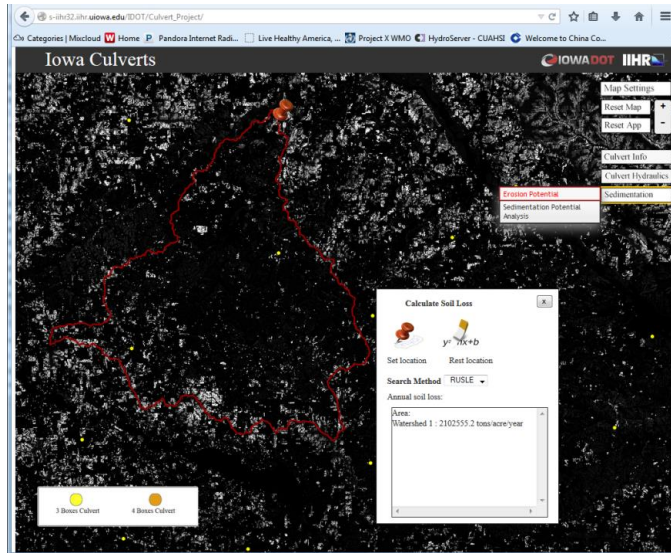 s-iihr32.iihr.uiowa.edu/IDOT/Culvert_Project/
Categories | Mixcloud W Home P Pandora Internet Radi... Live Healthy America, ... Project X WMO HydroServer - CUAHSI Welcome to China Co...
Iowa Culverts
IOWADOT IIHR
Map Settings
Reset Map +
Reset App -
Culvert Info
Culvert Hydraulics
Erosion Potential Sedimentation
Sedimentation Potential
Analysis
Calculate Soil Loss x
y= nx+b
Set location Rest location
Search Method RUSLE
Annual soil loss:
Area:
Watershed 1 : 2102555.2 tons/acre/year
3 Boxes Culvert 4 Boxes Culvert